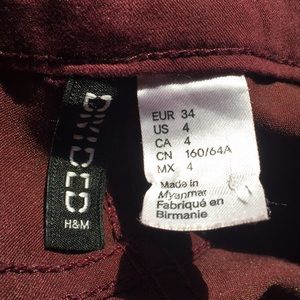 DIVIDED
H&M
EUR 34
US 4
CA 4
CN 160/64A
MX 4
Made in
Myanmar
Fabriqué en
Birmanie